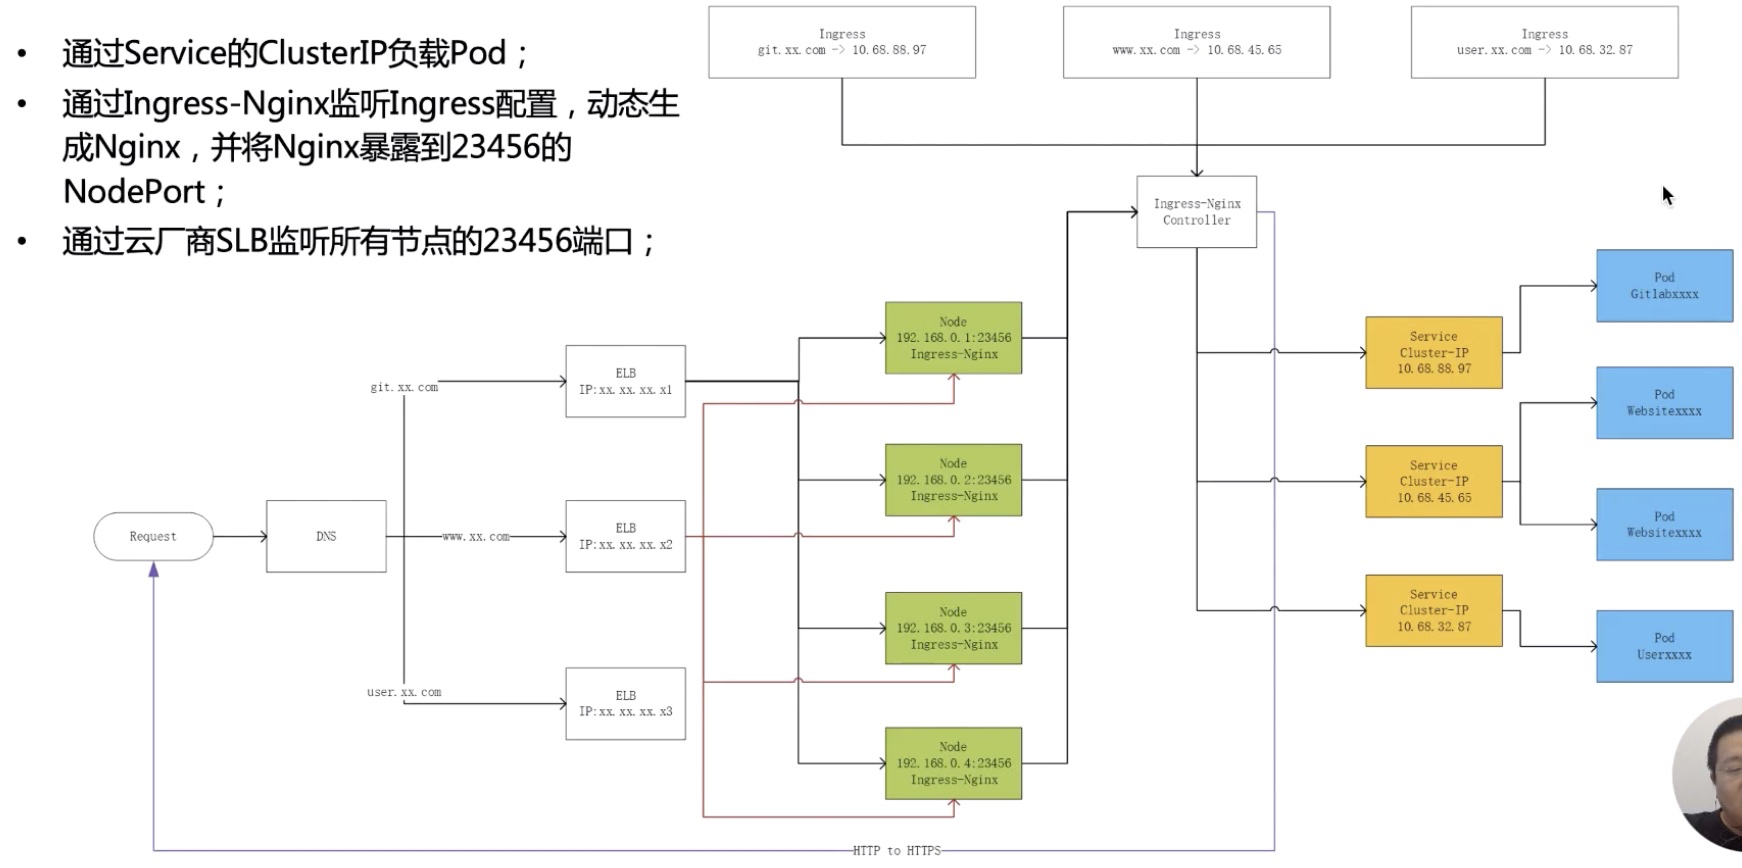 • 通过Service的ClusterIP负载Pod；
• 通过Ingress-Nginx监听Ingress配置，动态生
成Nginx，并将Nginx暴露到23456的
NodePort；
• 通过云厂商SLB监听所有节点的23456端口；
Ingress
git.xx.com -> 10.68.88.97
Ingress
www.xx.com -> 10.68.45.65
Ingress
user.xx.com -> 10.68.32.87
Ingress-Nginx
Controller
Request
DNS
git.xx.com
www.xx.com
user.xx.com
ELB
IP:xx.xx.xx.x1
ELB
IP:xx.xx.xx.x2
ELB
IP:xx.xx.xx.x3
Node
192.168.0.1:23456
Ingress-Nginx
Node
192.168.0.2:23456
Ingress-Nginx
Node
192.168.0.3:23456
Ingress-Nginx
Node
192.168.0.4:23456
Ingress-Nginx
Service
Cluster-IP
10.68.88.97
Service
Cluster-IP
10.68.45.65
Service
Cluster-IP
10.68.32.87
Pod
Gitlabxxxx
Pod
Websitexxxx
Pod
Websitexxxx
Pod
Userxxxx
HTTP to HTTPS